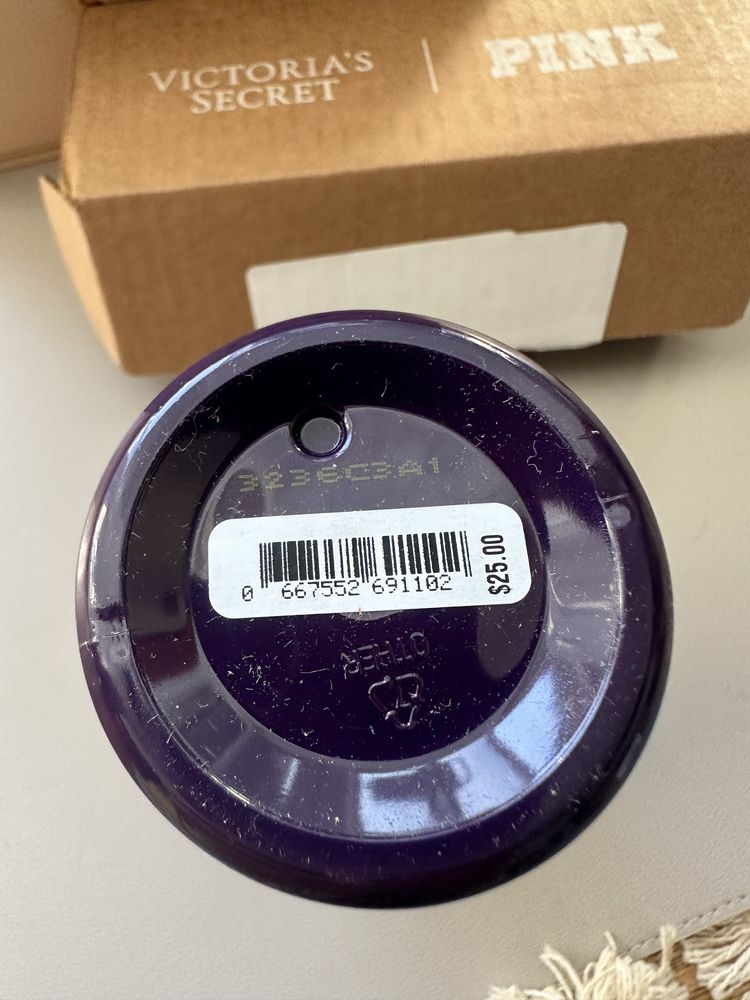 VICTORIA'S
SECRET
PINK
3236C3A1
0 667552 691102
$25.00
OTHER